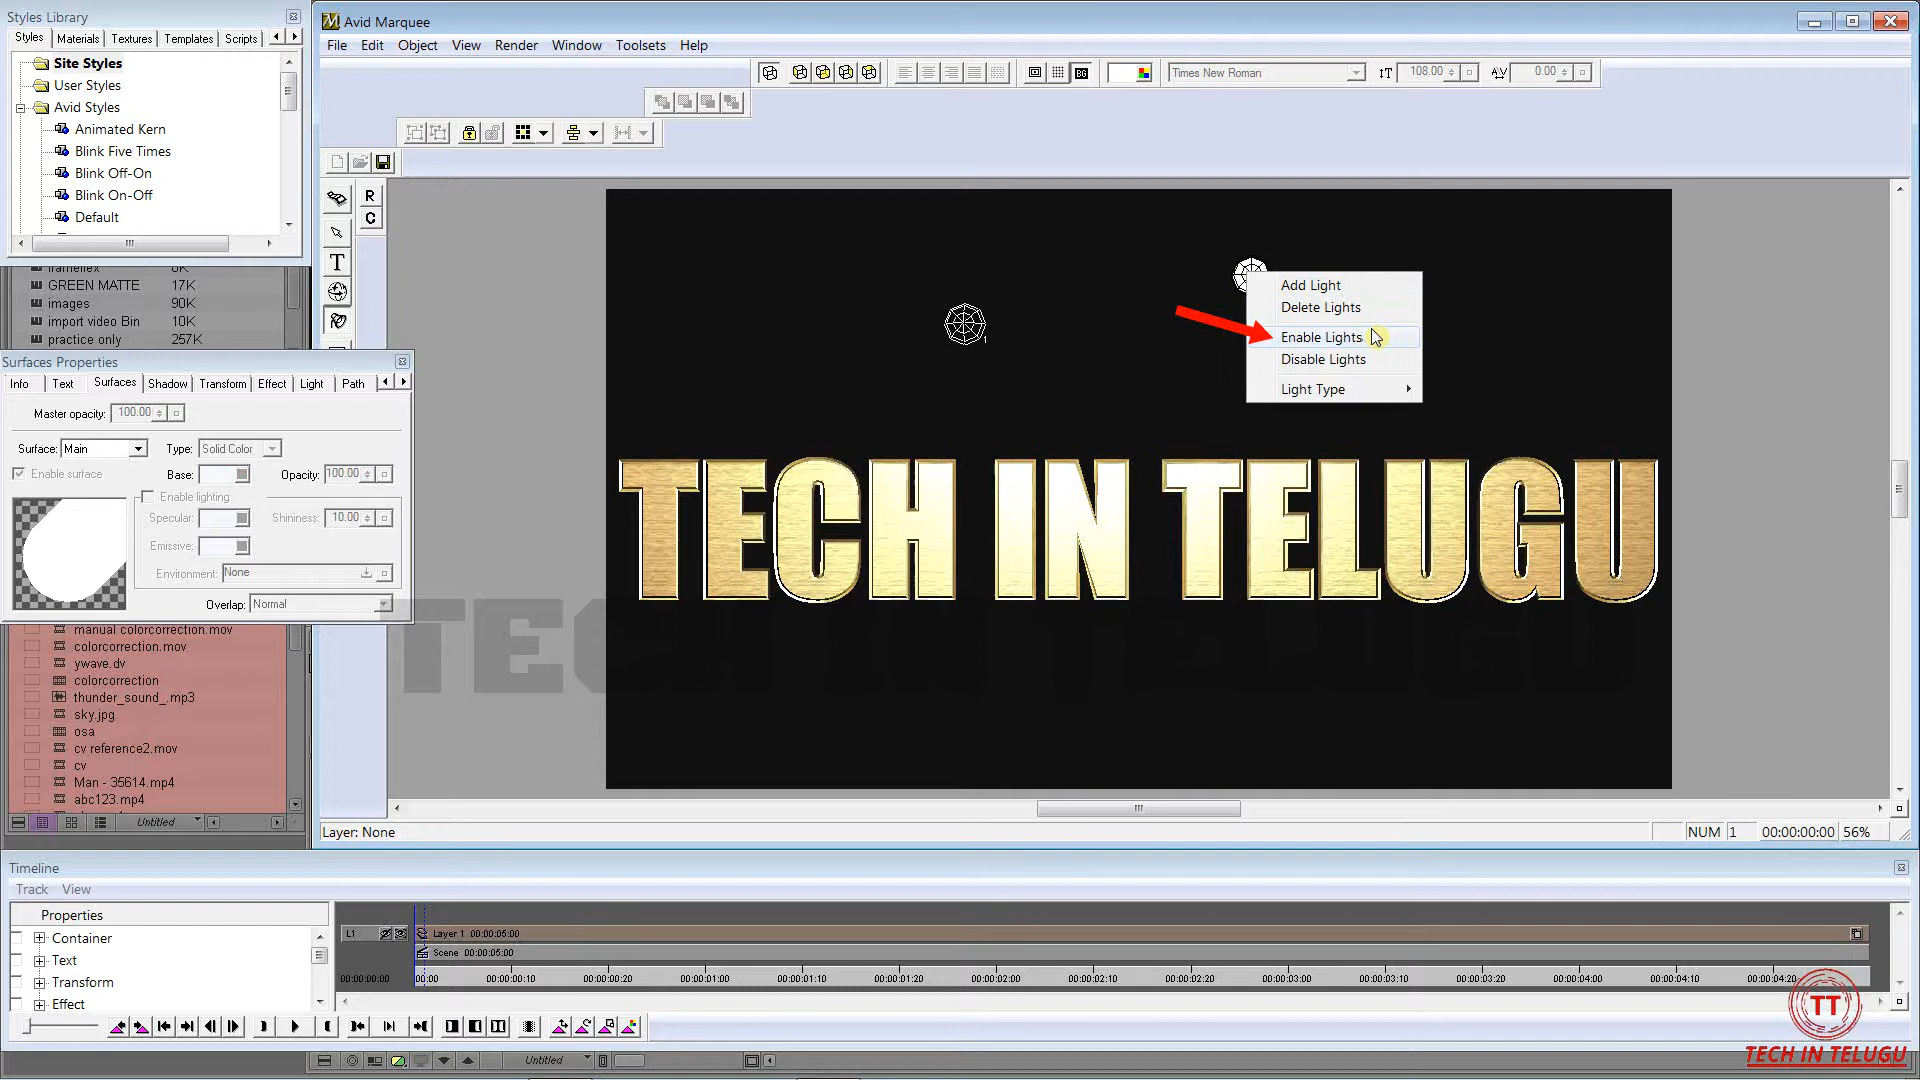 Styles Library
Styles Materials Textures Templates Scripts
Site Styles
User Styles
Avid Styles
Animated Kern
Blink Five Times
Blink Off-On
Blink On-Off
Default
Avid Marquee
File Edit Object View Render Window Toolsets Help
Times New Roman 108.00 0.00
R
C
T
frameflex 0K
GREEN MATTE 17K
images 90K
import video Bin 10K
practice only 257K
Surfaces Properties
Info Text Surfaces Shadow Transform Effect Light Path
Master opacity: 100.00
Surface: Main Type: Solid Color
Enable surface Base: Opacity: 100.00
Enable lighting
Specular: Shininess: 10.00
Emissive:
Environment: None
Overlap: Normal
1
Add Light
Delete Lights
Enable Lights
Disable Lights
Light Type
TECH IN TELUGU
manual colorcorrection.mov
colorcorrection.mov
ywave.dv
colorcorrection
thunder_sound_.mp3
sky.jpg
osa
cv reference2.mov
cv
Man - 35614.mp4
abc123.mp4
Untitled
Layer: None NUM 1 00:00:00:00 56%
Timeline
Track View
Properties
Container
Text
Transform
Effect
L1 Layer 1 00:00:05:00
Scene 00:00:05:00
00:00:00:00 00:00 00:00:00:10 00:00:00:20 00:00:01:00 00:00:01:10 00:00:01:20 00:00:02:00 00:00:02:10 00:00:02:20 00:00:03:00 00:00:03:10 00:00:03:20 00:00:04:00 00:00:04:10 00:00:04:20
Untitled
TT
TECH IN TELUGU